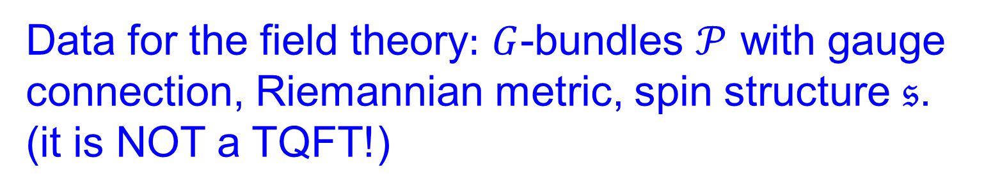 Data for the field theory: 𝐺-bundles 𝒫 with gauge
connection, Riemannian metric, spin structure 𝔰.
(it is NOT a TQFT!)